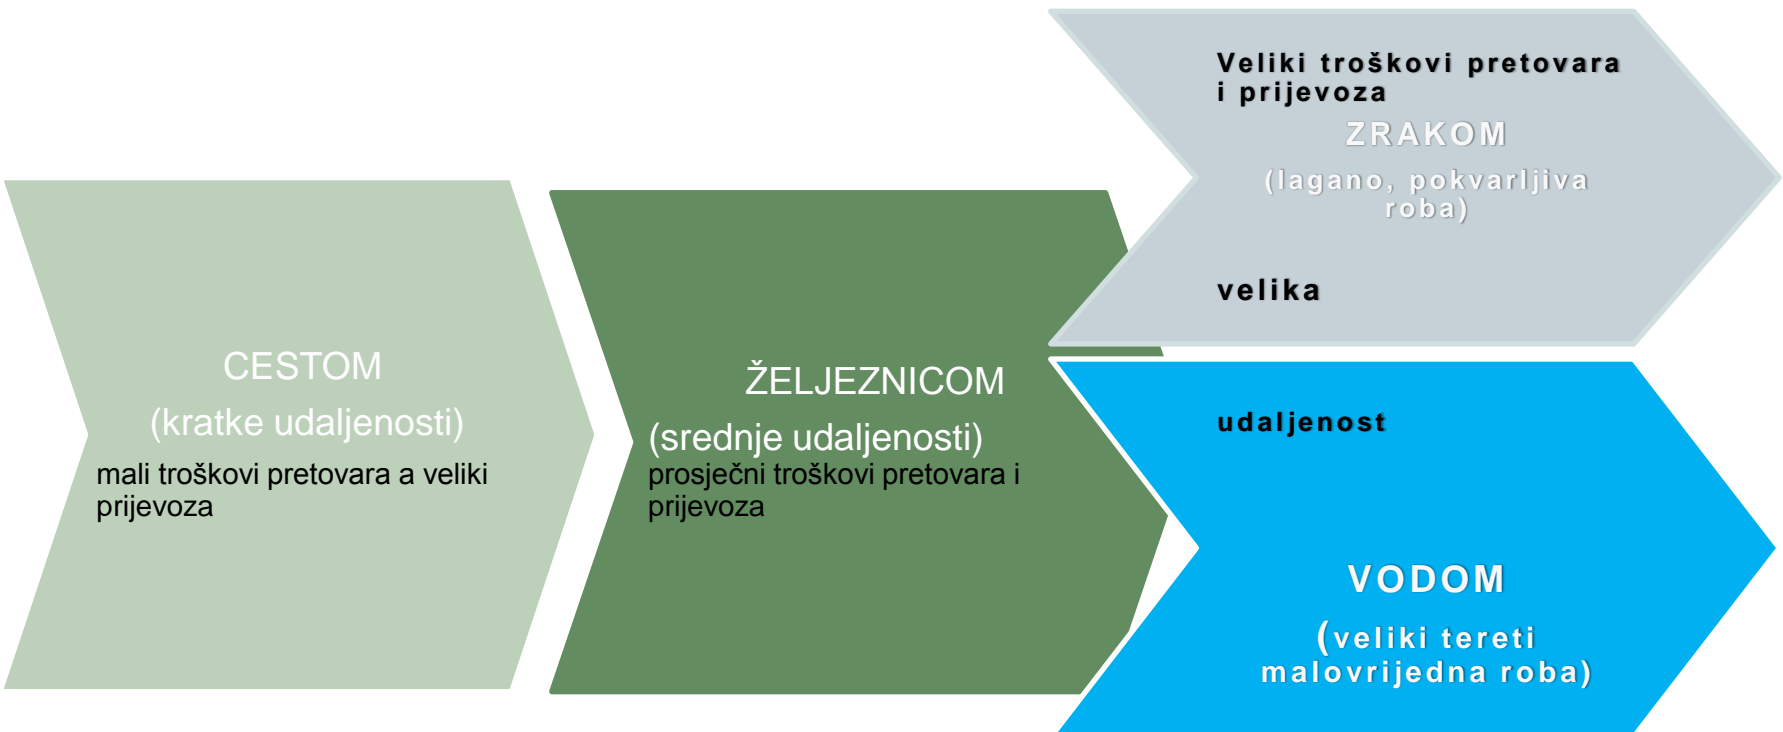 CESTOM
(kratke udaljenosti)
mali troškovi pretovara a veliki
prijevoza
ŽELJEZNICOM
(srednje udaljenosti)
prosječni troškovi pretovara i
prijevoza
Veliki troškovi pretovara
i prijevoza
ZRAKOM
(lagano, pokvarljiva
roba)
velika
udaljenost
VODOM
(veliki tereti
malovrijedna roba)